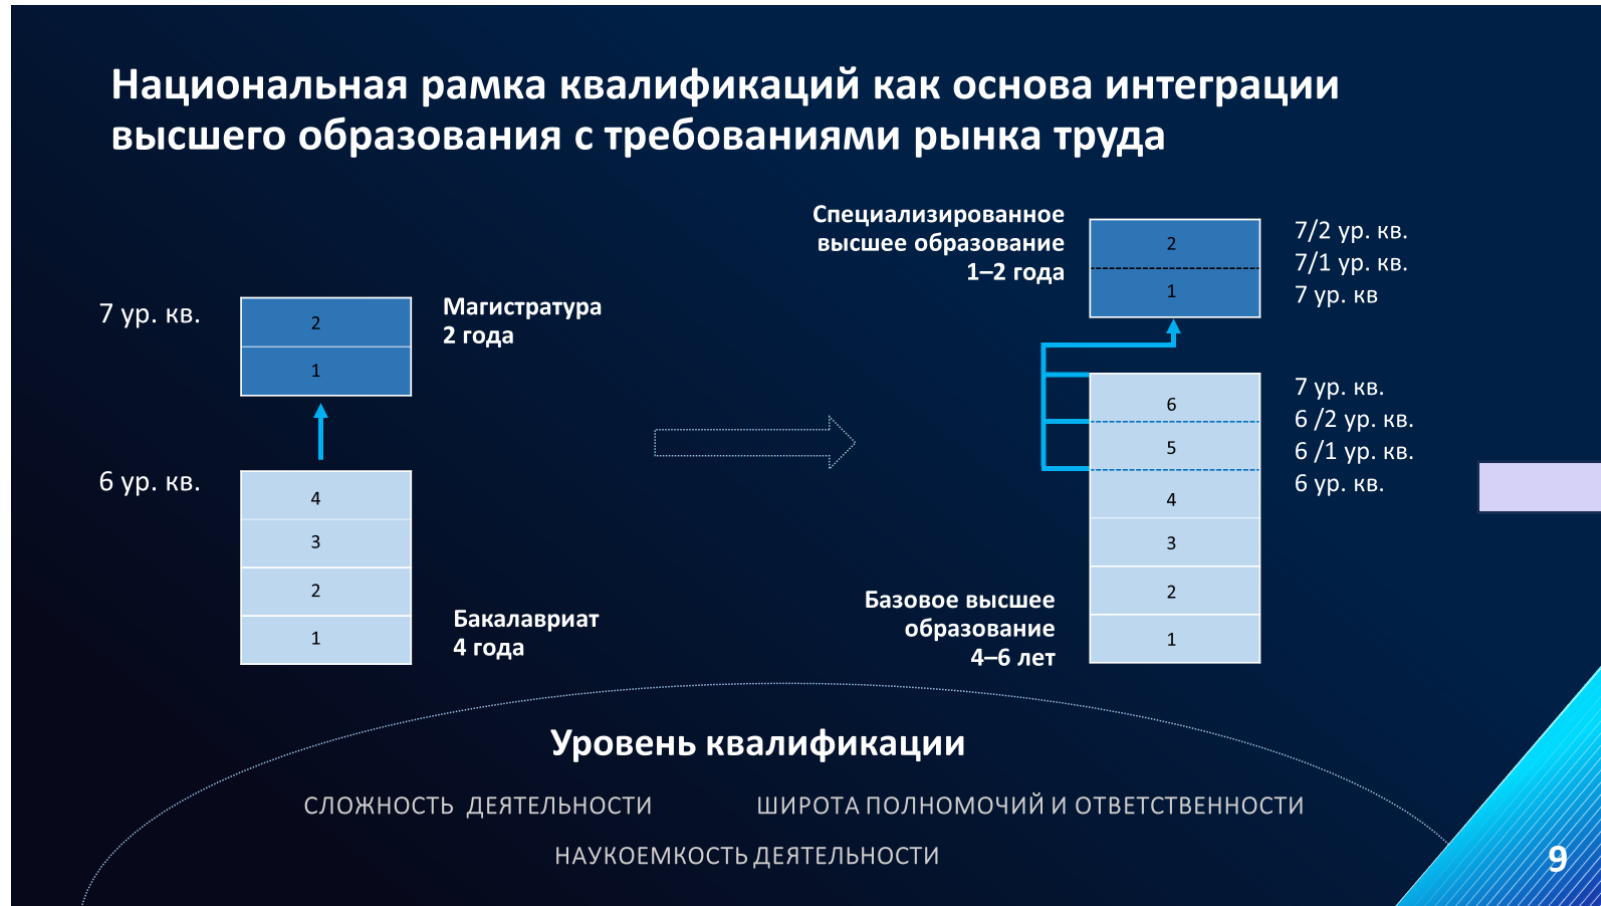 Национальная рамка квалификаций как основа интеграции
высшего образования с требованиями рынка труда
7 ур. кв.
2
1
Магистратура
2 года
6 ур. кв.
4
3
2
1
Бакалавриат
4 года
Специализированное
высшее образование
1–2 года
2
1
7/2 ур. кв.
7/1 ур. кв.
7 ур. кв
6
5
4
3
2
1
7 ур. кв.
6 /2 ур. кв.
6 /1 ур. кв.
6 ур. кв.
Базовое высшее
образование
4–6 лет
Уровень квалификации
СЛОЖНОСТЬ ДЕЯТЕЛЬНОСТИ
ШИРОТА ПОЛНОМОЧИЙ И ОТВЕТСТВЕННОСТИ
НАУКОЕМКОСТЬ ДЕЯТЕЛЬНОСТИ
9